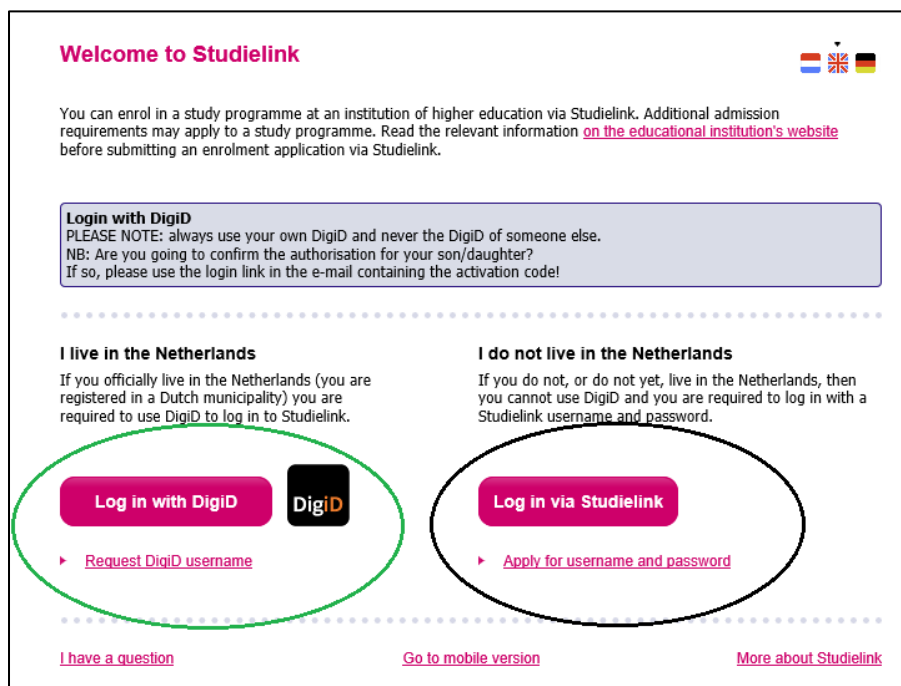 Welcome to Studielink
You can enrol in a study programme at an institution of higher education via Studielink. Additional admission
requirements may apply to a study programme. Read the relevant information on the educational institution's website
before submitting an enrolment application via Studielink.
Login with DigiD
PLEASE NOTE: always use your own DigiD and never the DigiD of someone else.
NB: Are you going to confirm the authorisation for your son/daughter?
If so, please use the login link in the e-mail containing the activation code!
I live in the Netherlands
If you officially live in the Netherlands (you are
registered in a Dutch municipality) you are
required to use DigiD to log in to Studielink.
Log in with DigiD
DigiD
Request DigiD username
I do not live in the Netherlands
If you do not, or do not yet, live in the Netherlands, then
you cannot use DigiD and you are required to log in with a
Studielink username and password.
Log in via Studielink
Apply for username and password
I have a question
Go to mobile version
More about Studielink